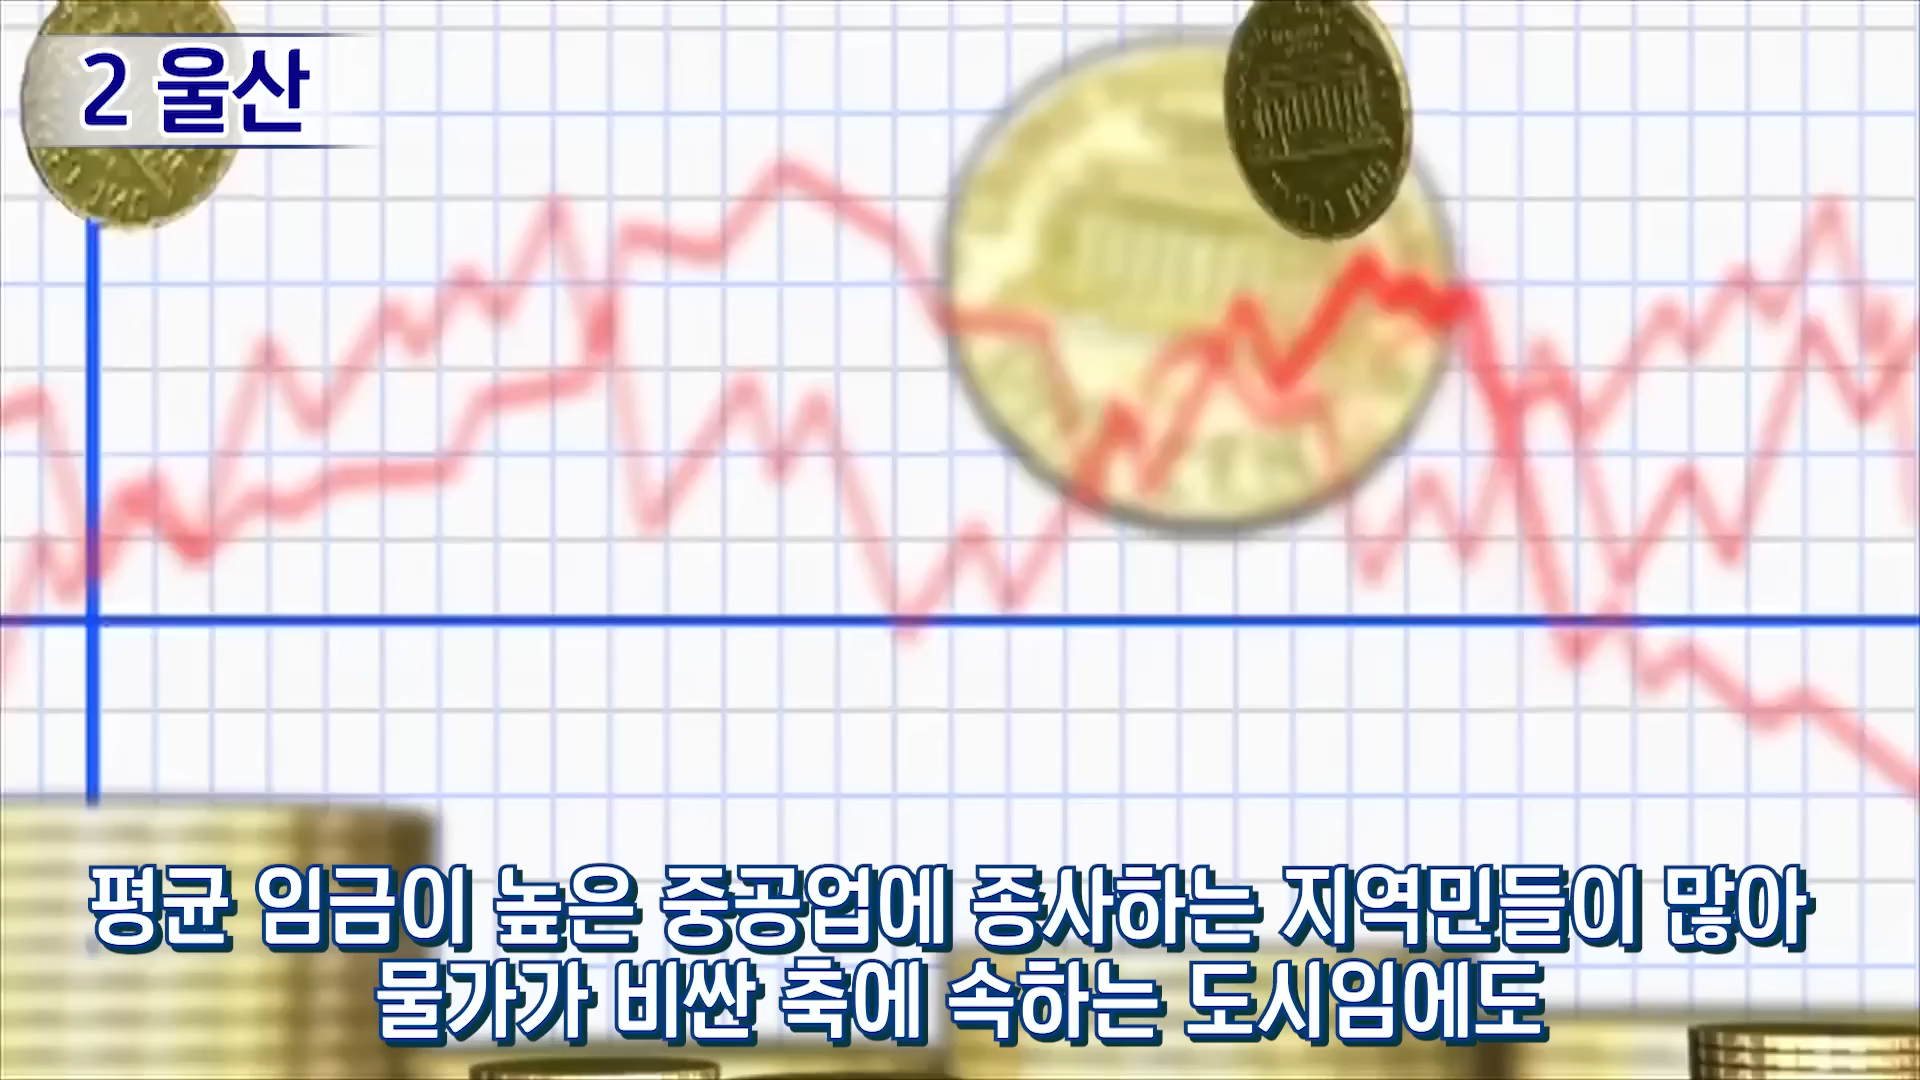 2 울산
평균 임금이 높은 중공업에 종사하는 지역민들이 많아
물가가 비싼 축에 속하는 도시임에도